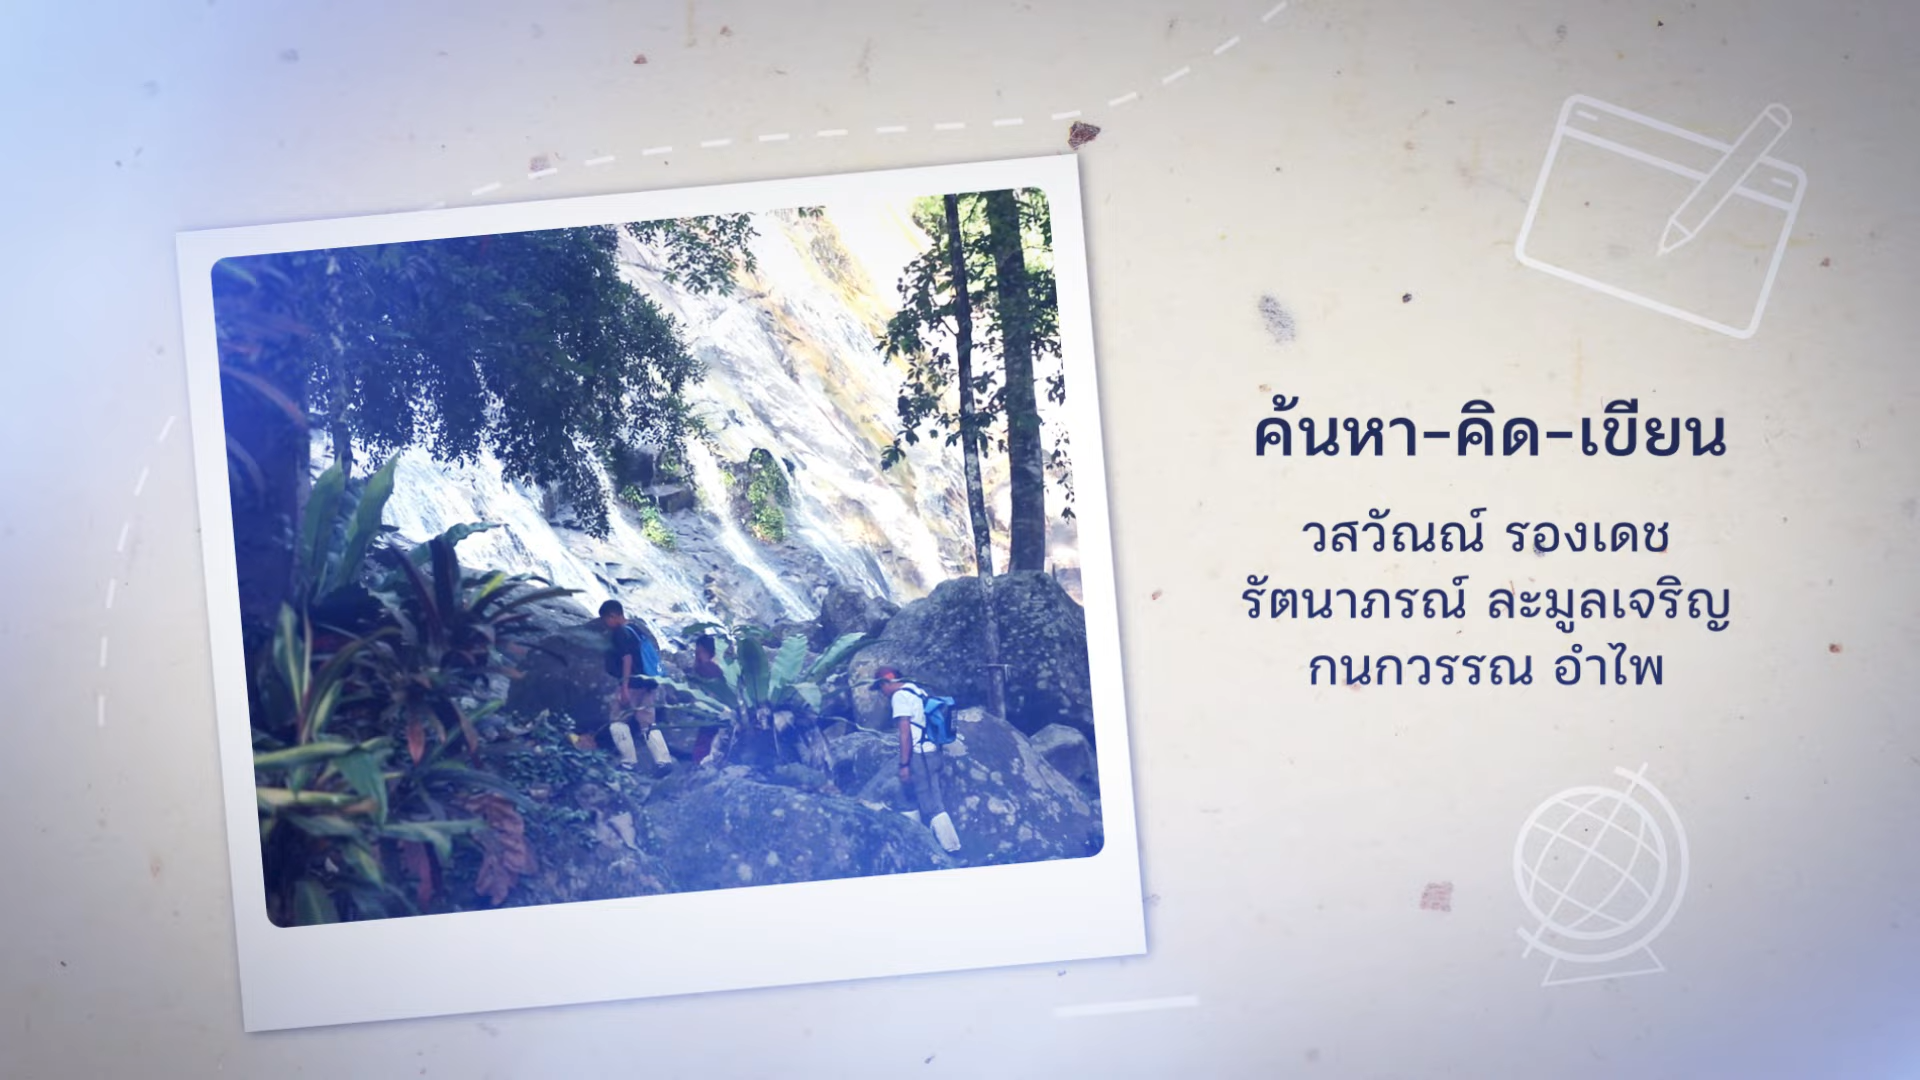 ค้นหา-คิด-เขียน
วสวัณณ์ รองเดช
รัตนาภรณ์ ละมูลเจริญ
กนกวรรณ อำไพ